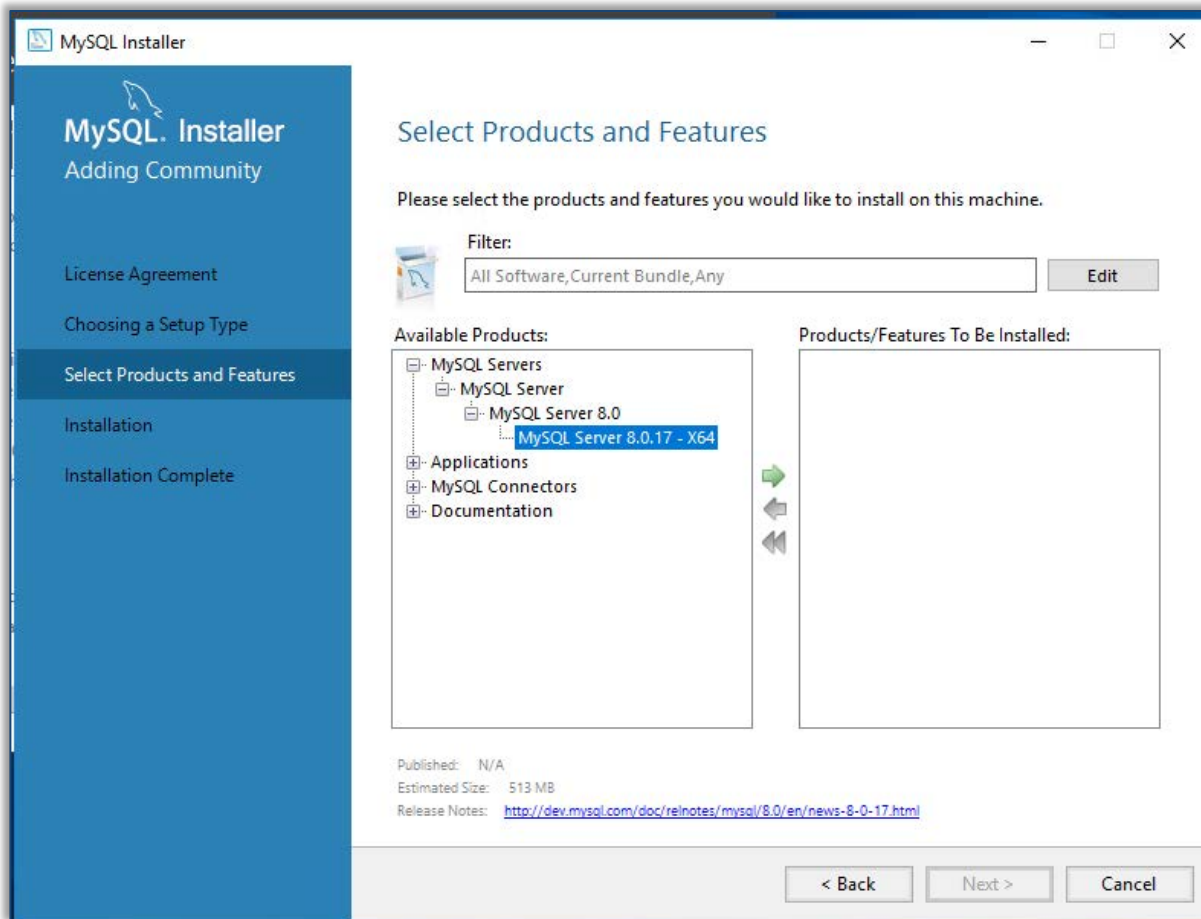 MySQL Installer
MySQL. Installer
Adding Community
License Agreement
Choosing a Setup Type
Select Products and Features
Installation
Installation Complete
Select Products and Features
Please select the products and features you would like to install on this machine.
Filter:
All Software,Current Bundle,Any
Edit
Available Products:
MySQL Servers
MySQL Server
MySQL Server 8.0
MySQL Server 8.0.17 - X64
Applications
MySQL Connectors
Documentation
Products/Features To Be Installed:
Published: N/A
Estimated Size: 513 MB
Release Notes: http://dev.mysql.com/doc/relnotes/mysql/8.0/en/news-8-0-17.html
< Back
Next >
Cancel